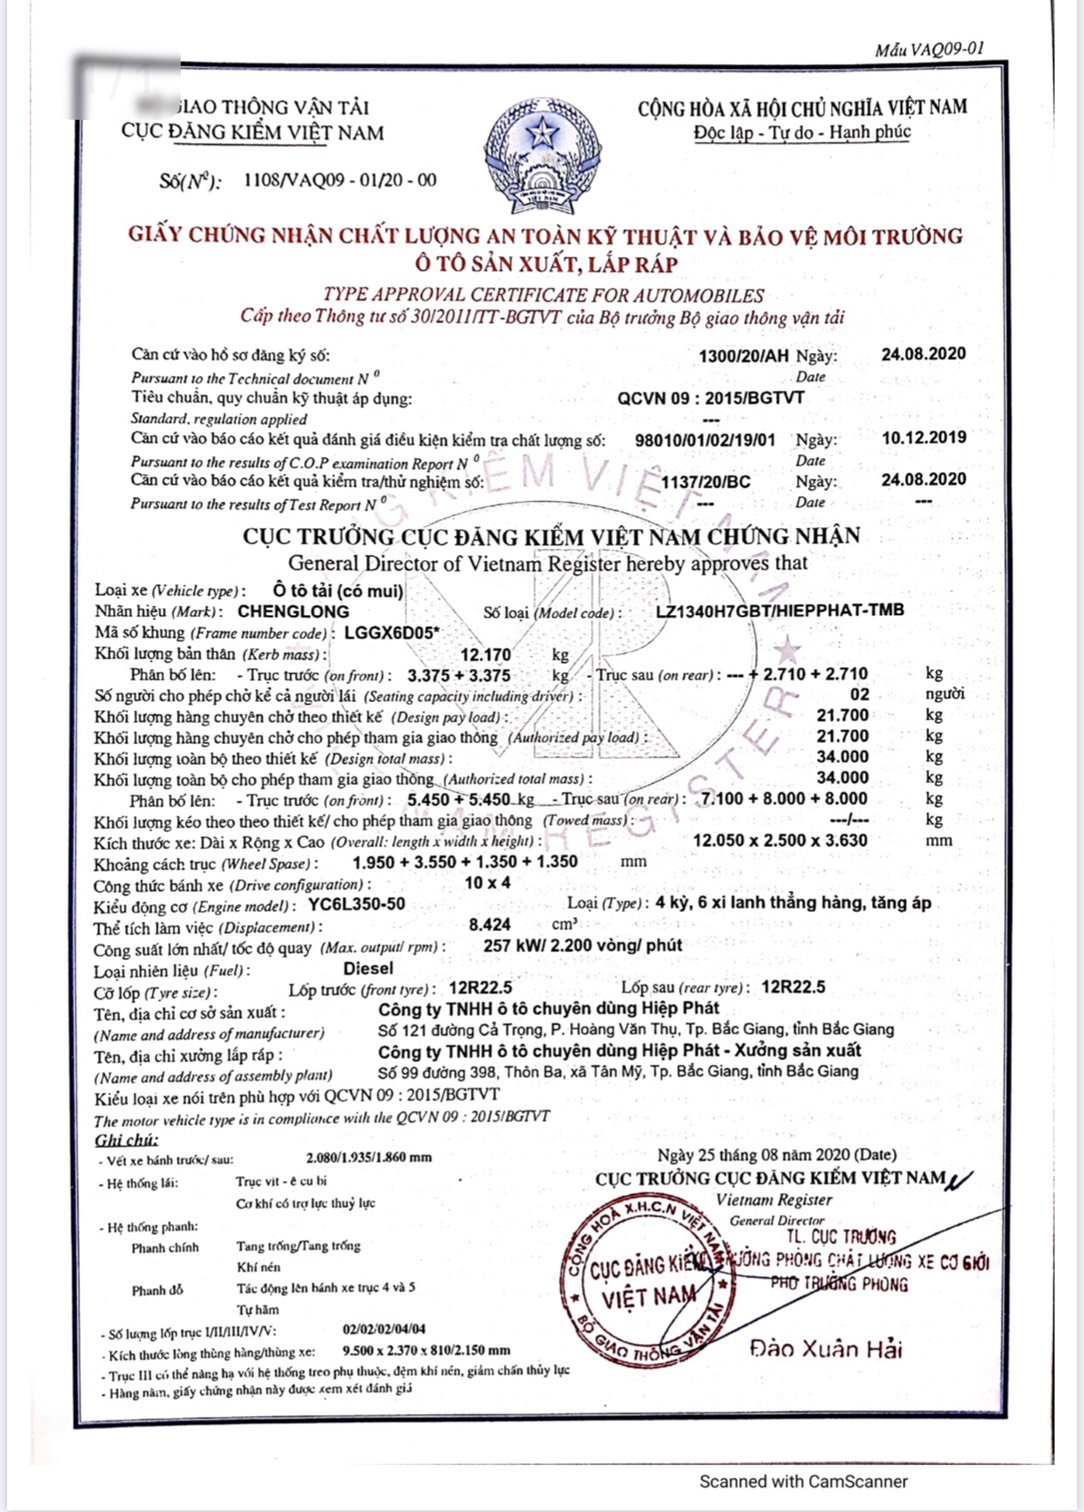 Mẫu VAQ09-01
GIAO THÔNG VẬN TẢI
CỤC ĐĂNG KIỂM VIỆT NAM
CỘNG HÒA XÃ HỘI CHỦ NGHĨA VIỆT NAM
Độc lập - Tự do - Hạnh phúc
Số(Nº): 1108/VAQ09 - 01/20 - 00
GIẤY CHỨNG NHẬN CHẤT LƯỢNG AN TOÀN KỸ THUẬT VÀ BẢO VỆ MÔI TRƯỜNG
Ô TÔ SẢN XUẤT, LẮP RÁP
TYPE APPROVAL CERTIFICATE FOR AUTOMOBILES
Cấp theo Thông tư số 30/2011/TT-BGTVT của Bộ trưởng Bộ giao thông vận tải
Căn cứ vào hồ sơ đăng ký số: 1300/20/AH Ngày: 24.08.2020
Pursuant to the Technical document N º Date
Tiêu chuẩn, quy chuẩn kỹ thuật áp dụng: QCVN 09 : 2015/BGTVT
Standard, regulation applied ---
Căn cứ vào báo cáo kết quả đánh giá điều kiện kiểm tra chất lượng số: 98010/01/02/19/01 Ngày: 10.12.2019
Pursuant to the results of C.O.P examination Report N º Date
Căn cứ vào báo cáo kết quả kiểm tra/thử nghiệm số: 1137/20/BC Ngày: 24.08.2020
Pursuant to the results of Test Report N º --- Date ---
CỤC TRƯỞNG CỤC ĐĂNG KIỂM VIỆT NAM CHỨNG NHẬN
General Director of Vietnam Register hereby approves that
Loại xe (Vehicle type) : Ô tô tải (có mui)
Nhãn hiệu (Mark) : CHENGLONG Số loại (Model code) : LZ1340H7GBT/HIEPPHAT-TMB
Mã số khung (Frame number code) : LGGX6D05*
Khối lượng bản thân (Kerb mass) : 12.170 kg
Phân bố lên: - Trục trước (on front) : 3.375 + 3.375 kg - Trục sau (on rear) : --- + 2.710 + 2.710 kg
Số người cho phép chở kể cả người lái (Seating capacity including driver) : 02 người
Khối lượng hàng chuyên chở theo thiết kế (Design pay load) : 21.700 kg
Khối lượng hàng chuyên chở cho phép tham gia giao thông (Authorized pay load) : 21.700 kg
Khối lượng toàn bộ theo thiết kế (Design total mass) : 34.000 kg
Khối lượng toàn bộ cho phép tham gia giao thông (Authorized total mass) : 34.000 kg
Phân bố lên: - Trục trước (on front) : 5.450 + 5.450 kg - Trục sau (on rear) : 7.100 + 8.000 + 8.000 kg
Khối lượng kéo theo theo thiết kế/ cho phép tham gia giao thông (Towed mass) : ---/--- kg
Kích thước xe: Dài x Rộng x Cao (Overall: length x width x height) : 12.050 x 2.500 x 3.630 mm
Khoảng cách trục (Wheel Spase) : 1.950 + 3.550 + 1.350 + 1.350 mm
Công thức bánh xe (Drive configuration) : 10 x 4
Kiểu động cơ (Engine model) : YC6L350-50 Loại (Type) : 4 kỳ, 6 xi lanh thẳng hàng, tăng áp
Thể tích làm việc (Displacement) : 8.424 cm³
Công suất lớn nhất/ tốc độ quay (Max. output/ rpm) : 257 kW/ 2.200 vòng/ phút
Loại nhiên liệu (Fuel) : Diesel
Cỡ lốp (Tyre size) : Lốp trước (front tyre) : 12R22.5 Lốp sau (rear tyre) : 12R22.5
Tên, địa chỉ cơ sở sản xuất : Công ty TNHH ô tô chuyên dùng Hiệp Phát
(Name and address of manufacturer) Số 121 đường Cả Trọng, P. Hoàng Văn Thụ, Tp. Bắc Giang, tỉnh Bắc Giang
Tên, địa chỉ xưởng lắp ráp : Công ty TNHH ô tô chuyên dùng Hiệp Phát - Xưởng sản xuất
(Name and address of assembly plant) Số 99 đường 398, Thôn Ba, xã Tân Mỹ, Tp. Bắc Giang, tỉnh Bắc Giang
Kiểu loại xe nói trên phù hợp với QCVN 09 : 2015/BGTVT
The motor vehicle type is in compliance with the QCVN 09 : 2015/BGTVT
Ghi chú:
- Vết xe bánh trước/ sau: 2.080/1.935/1.860 mm
- Hệ thống lái: Trục vít - ê cu bi
Cơ khí có trợ lực thuỷ lực
- Hệ thống phanh:
Phanh chính Tang trống/Tang trống
Khí nén
Phanh đỗ Tác động lên bánh xe trục 4 và 5
Tự hãm
- Số lượng lốp trục I/II/III/IV/V: 02/02/02/04/04
- Kích thước lòng thùng hàng/thùng xe: 9.500 x 2.370 x 810/2.150 mm
- Trục III có thể nâng hạ với hệ thống treo phụ thuộc, đệm khí nén, giảm chấn thủy lực
- Hàng năm, giấy chứng nhận này được xem xét đánh giá
Ngày 25 tháng 08 năm 2020 (Date)
CỤC TRƯỞNG CỤC ĐĂNG KIỂM VIỆT NAM
Vietnam Register
General Director
TL. CỤC TRƯỞNG
TRƯỞNG PHÒNG CHẤT LƯỢNG XE CƠ GIỚI
PHÓ TRƯỞNG PHÒNG
CỘNG HOÀ X.H.C.N VIỆT NAM
CỤC ĐĂNG KIỂM
VIỆT NAM
BỘ GIAO THÔNG VẬN TẢI
Đào Xuân Hải
ĐĂNG KIỂM VIỆT NAM
VIETNAM REGISTER
VR
Scanned with CamScanner